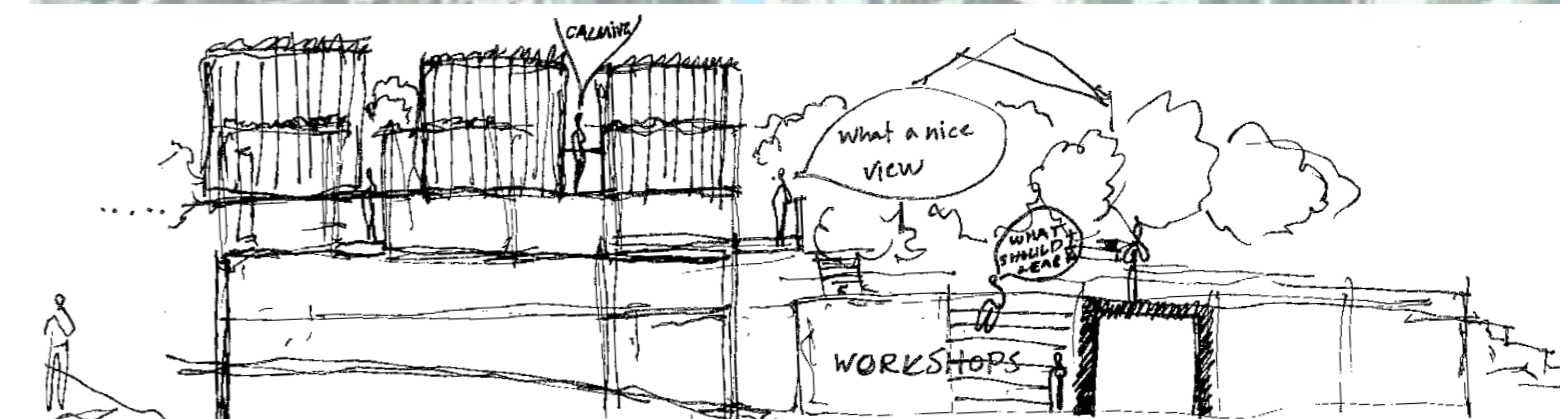 CALMING
What a nice
view
WHAT
SHOULD I
WORKSHOPS